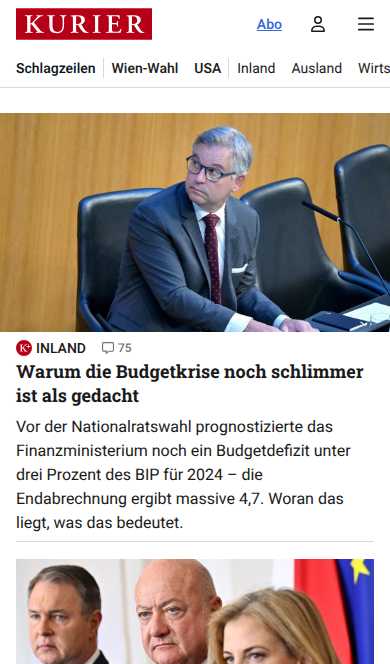 KURIER
Abo
Schlagzeilen
Wien-Wahl
USA
Inland
Ausland
Wirts
K+ INLAND 75
Warum die Budgetkrise noch schlimmer
ist als gedacht
Vor der Nationalratswahl prognostizierte das
Finanzministerium noch ein Budgetdefizit unter
drei Prozent des BIP für 2024 – die
Endabrechnung ergibt massive 4,7. Woran das
liegt, was das bedeutet.